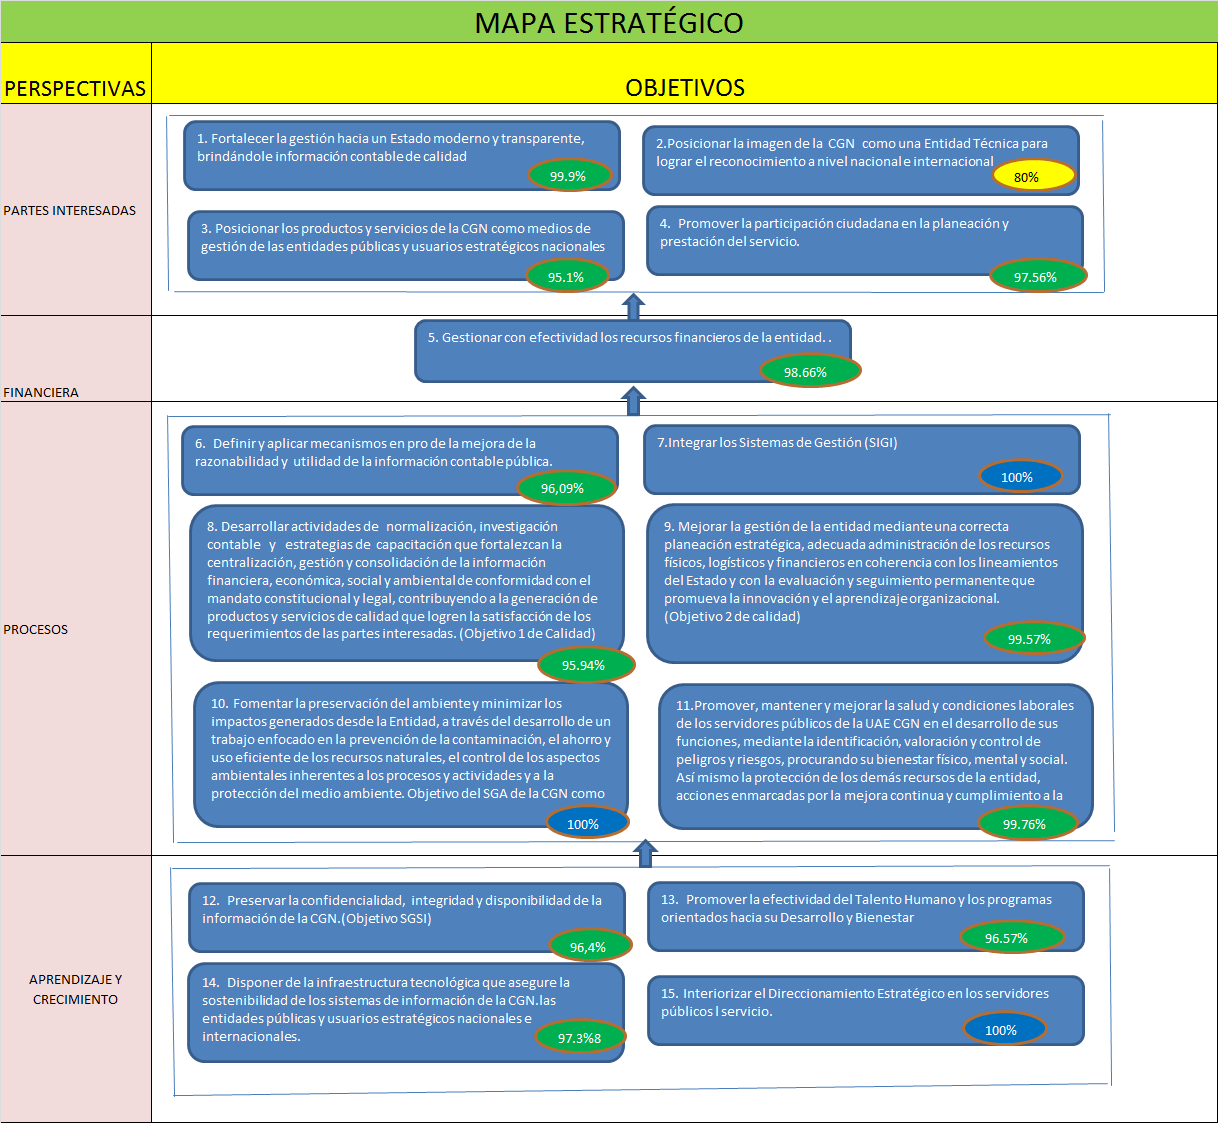 MAPA ESTRATÉGICO
PERSPECTIVAS
OBJETIVOS
PARTES INTERESADAS
1. Fortalecer la gestión hacia un Estado moderno y transparente,
brindándole información contable de calidad
99.9%
2.Posicionar la imagen de la CGN como una Entidad Técnica para
lograr el reconocimiento a nivel nacional e internacional
80%
3. Posicionar los productos y servicios de la CGN como medios de
gestión de las entidades públicas y usuarios estratégicos nacionales
95.1%
4. Promover la participación ciudadana en la planeación y
prestación del servicio.
97.56%
FINANCIERA
5. Gestionar con efectividad los recursos financieros de la entidad. .
98.66%
PROCESOS
6. Definir y aplicar mecanismos en pro de la mejora de la
razonabilidad y utilidad de la información contable pública.
96,09%
7.Integrar los Sistemas de Gestión (SIGI)
100%
8. Desarrollar actividades de normalización, investigación
contable y estrategias de capacitación que fortalezcan la
centralización, gestión y consolidación de la información
financiera, económica, social y ambiental de conformidad con el
mandato constitucional y legal, contribuyendo a la generación de
productos y servicios de calidad que logren la satisfacción de los
requerimientos de las partes interesadas. (Objetivo 1 de Calidad)
95.94%
9. Mejorar la gestión de la entidad mediante una correcta
planeación estratégica, adecuada administración de los recursos
físicos, logísticos y financieros en coherencia con los lineamientos
del Estado y con la evaluación y seguimiento permanente que
promueva la innovación y el aprendizaje organizacional.
(Objetivo 2 de calidad)
99.57%
10. Fomentar la preservación del ambiente y minimizar los
impactos generados desde la Entidad, a través del desarrollo de un
trabajo enfocado en la prevención de la contaminación, el ahorro y
uso eficiente de los recursos naturales, el control de los aspectos
ambientales inherentes a los procesos y actividades y a la
protección del medio ambiente. Objetivo del SGA de la CGN como
100%
11.Promover, mantener y mejorar la salud y condiciones laborales
de los servidores públicos de la UAE CGN en el desarrollo de sus
funciones, mediante la identificación, valoración y control de
peligros y riesgos, procurando su bienestar físico, mental y social.
Así mismo la protección de los demás recursos de la entidad,
acciones enmarcadas por la mejora continua y cumplimiento a la
99.76%
APRENDIZAJE Y
CRECIMIENTO
12. Preservar la confidencialidad, integridad y disponibilidad de la
información de la CGN.(Objetivo SGSI)
96,4%
13. Promover la efectividad del Talento Humano y los programas
orientados hacia su Desarrollo y Bienestar
96.57%
14. Disponer de la infraestructura tecnológica que asegure la
sostenibilidad de los sistemas de información de la CGN.las
entidades públicas y usuarios estratégicos nacionales e
internacionales.
97.3%8
15. Interiorizar el Direccionamiento Estratégico en los servidores
públicos l servicio.
100%